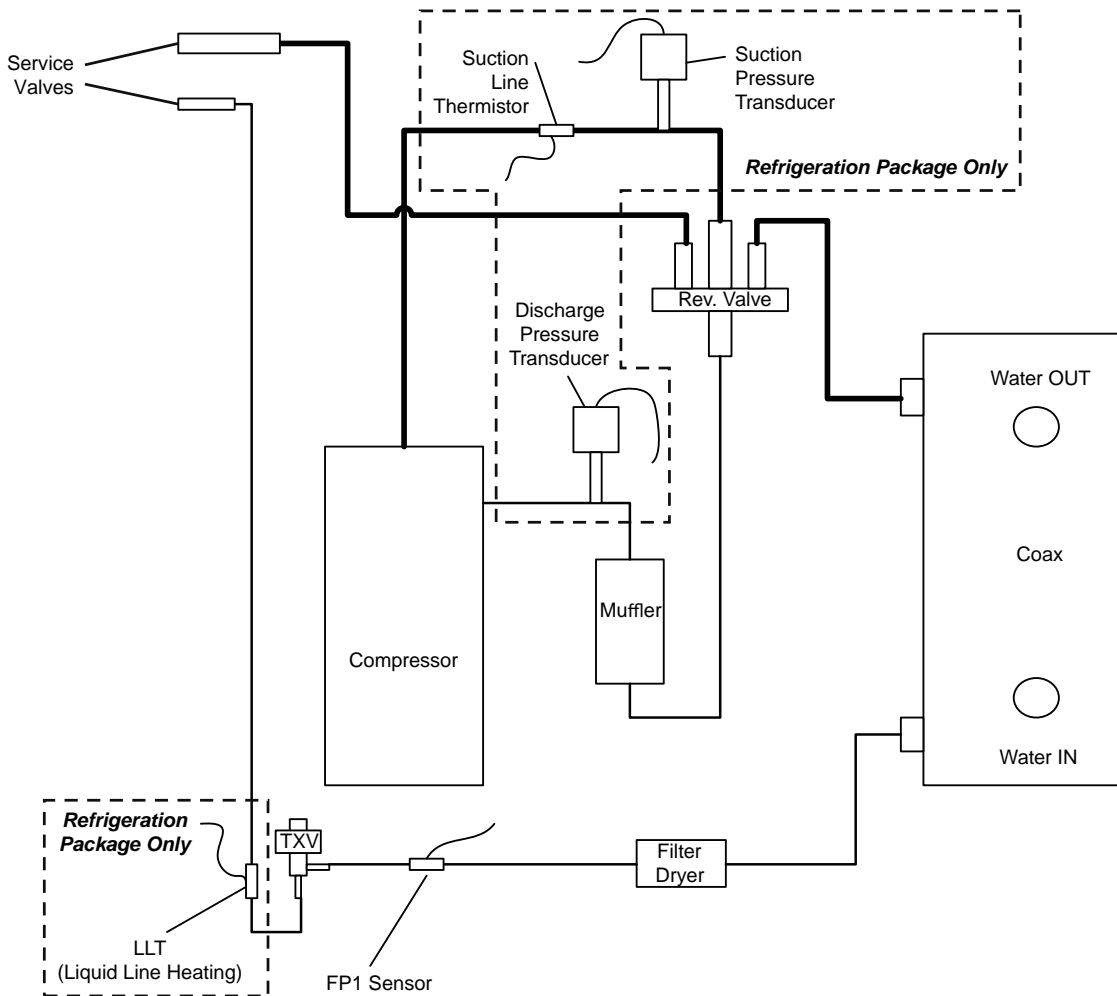 Service
Valves
Suction
Line
Thermistor
Suction
Pressure
Transducer
Refrigeration Package Only
Rev. Valve
Discharge
Pressure
Transducer
Water OUT
Coax
Water IN
Muffler
Compressor
Refrigeration
Package Only
TXV
Filter
Dryer
LLT
(Liquid Line Heating)
FP1 Sensor